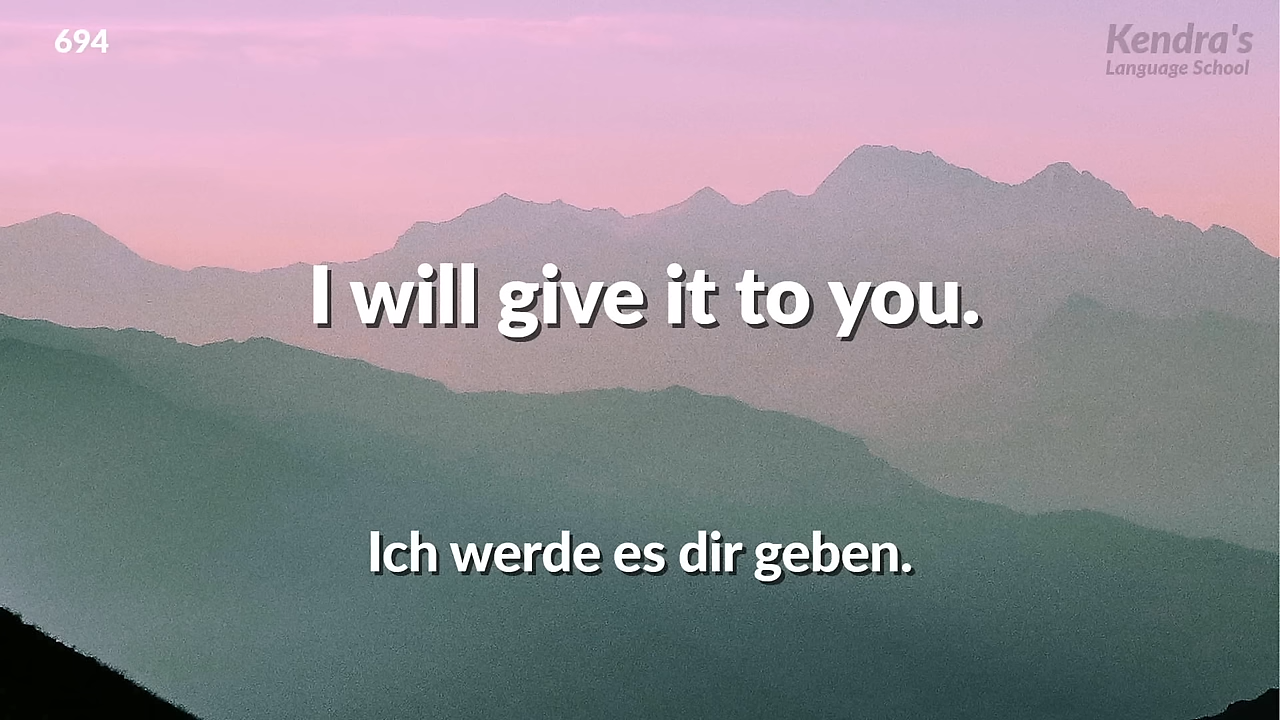 694
Kendra's
Language School
I will give it to you.
Ich werde es dir geben.